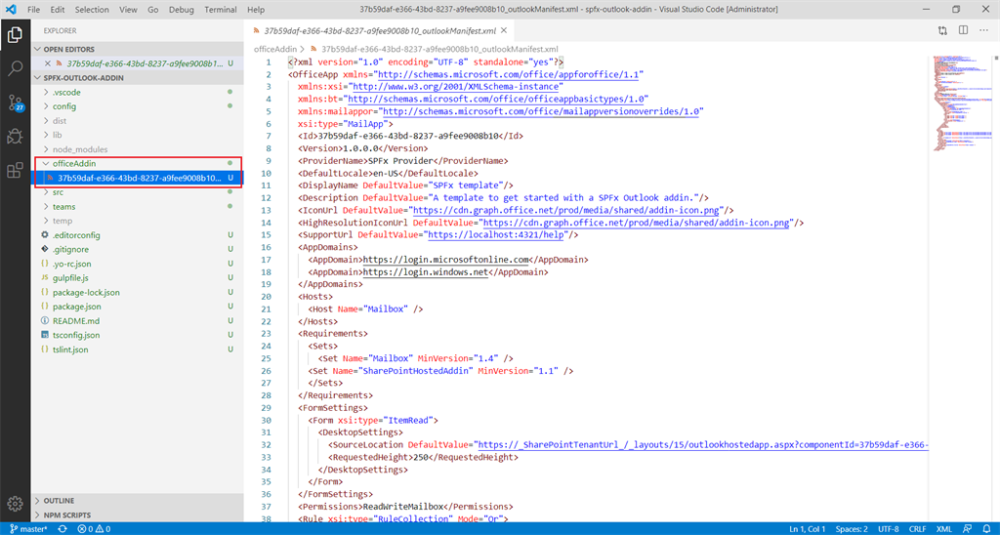 File Edit Selection View Go Debug Terminal Help 37b59daf-e366-43bd-8237-a9fee9008b10_outlookManifest.xml - spfx-outlook-addin - Visual Studio Code [Administrator]
EXPLORER
OPEN EDITORS
37b59daf-e366-43bd-8237-a9fee9008b1... U
SPFX-OUTLOOK-ADDIN
.vscode
config
dist
lib
node_modules
officeAddin
37b59daf-e366-43bd-8237-a9fee9008b10... U
src
teams
temp
.editorconfig U
.gitignore U
.yo-rc.json U
gulpfile.js U
package-lock.json U
package.json U
README.md U
tsconfig.json U
tslint.json U
OUTLINE
NPM SCRIPTS
27
37b59daf-e366-43bd-8237-a9fee9008b10_outlookManifest.xml
officeAddin > 37b59daf-e366-43bd-8237-a9fee9008b10_outlookManifest.xml
1 <?xml version="1.0" encoding="UTF-8" standalone="yes"?>
2 <OfficeApp xmlns="http://schemas.microsoft.com/office/appforoffice/1.1"
3 xmlns:xsi="http://www.w3.org/2001/XMLSchema-instance"
4 xmlns:bt="http://schemas.microsoft.com/office/officeappbasictypes/1.0"
5 xmlns:mailappor="http://schemas.microsoft.com/office/mailappversionoverrides/1.0"
6 xsi:type="MailApp">
7 <Id>37b59daf-e366-43bd-8237-a9fee9008b10</Id>
8 <Version>1.0.0.0</Version>
9 <ProviderName>SPFx Provider</ProviderName>
10 <DefaultLocale>en-US</DefaultLocale>
11 <DisplayName DefaultValue="SPFx template"/>
12 <Description DefaultValue="A template to get started with a SPFx Outlook addin."/>
13 <IconUrl DefaultValue="https://cdn.graph.office.net/prod/media/shared/addin-icon.png"/>
14 <HighResolutionIconUrl DefaultValue="https://cdn.graph.office.net/prod/media/shared/addin-icon.png"/>
15 <SupportUrl DefaultValue="https://localhost:4321/help"/>
16 <AppDomains>
17 <AppDomain>https://login.microsoftonline.com</AppDomain>
18 <AppDomain>https://login.windows.net</AppDomain>
19 </AppDomains>
20 <Hosts>
21 <Host Name="Mailbox" />
22 </Hosts>
23 <Requirements>
24 <Sets>
25 <Set Name="Mailbox" MinVersion="1.4" />
26 <Set Name="SharePointHostedAddin" MinVersion="1.1" />
27 </Sets>
28 </Requirements>
29 <FormSettings>
30 <Form xsi:type="ItemRead">
31 <DesktopSettings>
32 <SourceLocation DefaultValue="https://_SharePointTenantUrl_/_layouts/15/outlookhostedapp.aspx?componentId=37b59daf-e366-
33 <RequestedHeight>250</RequestedHeight>
34 </DesktopSettings>
35 </Form>
36 </FormSettings>
37 <Permissions>ReadWriteMailbox</Permissions>
38 <Rule xsi:type="RuleCollection" Mode="Or">
master* 0 0 Ln 1, Col 1 Spaces: 2 UTF-8 CRLF XML